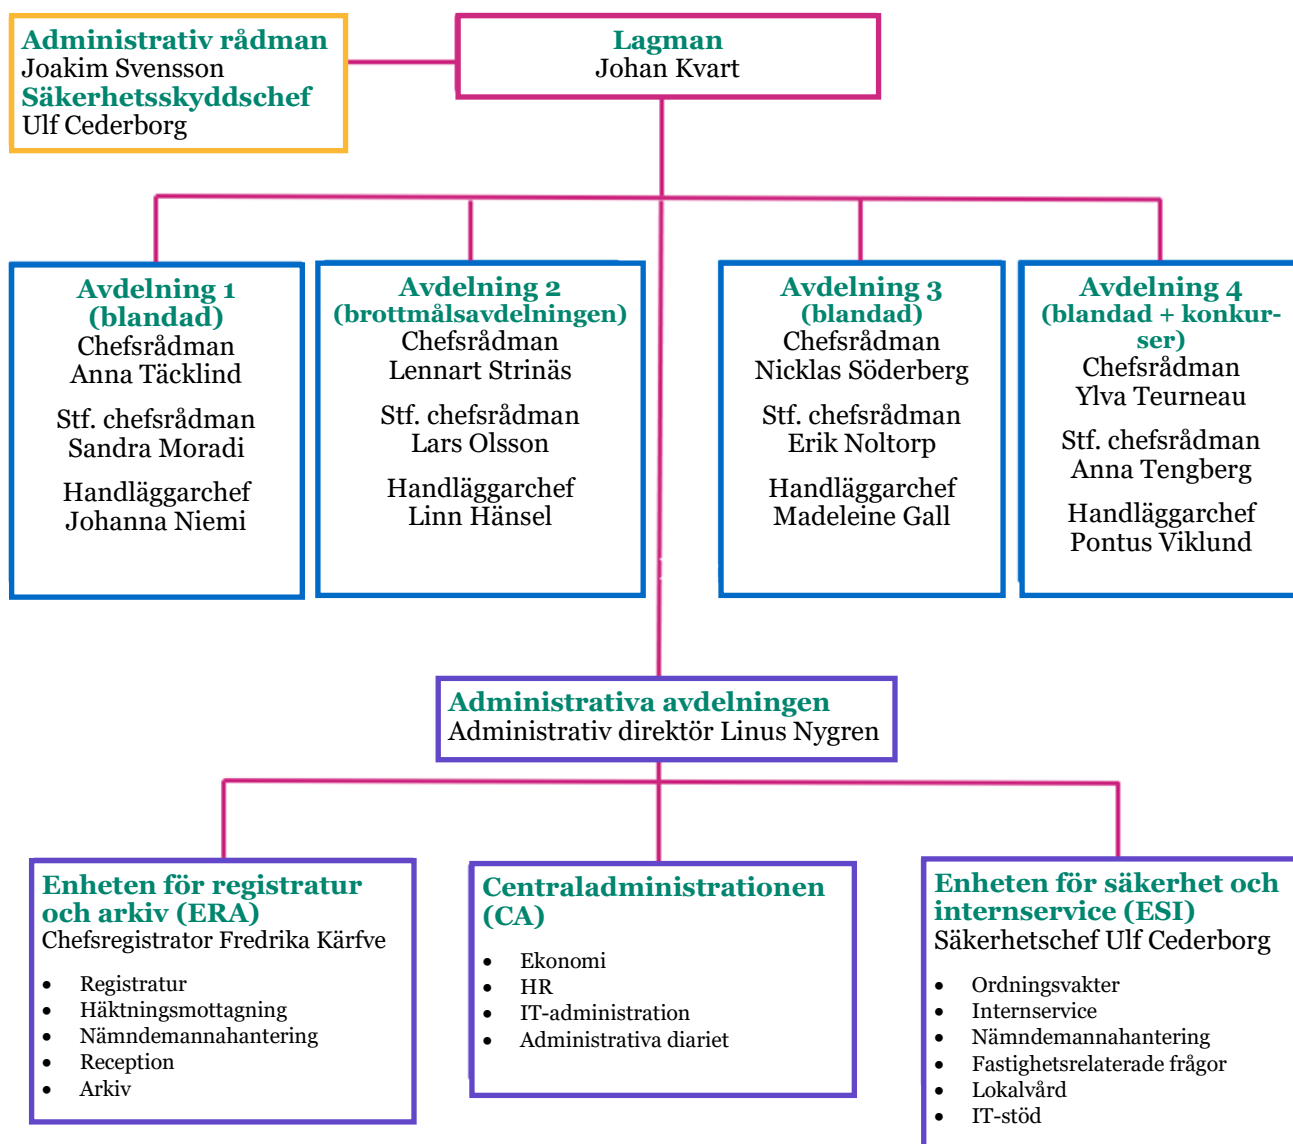 Administrativ rådman
Joakim Svensson
Säkerhetsskyddschef
Ulf Cederborg
Lagman
Johan Kvart
Avdelning 1
(blandad)
Chefsrådman
Anna Täcklind
Stf. chefsrådman
Sandra Moradi
Handläggarchef
Johanna Niemi
Avdelning 2
(brottmålsavdelningen)
Chefsrådman
Lennart Strinäs
Stf. chefsrådman
Lars Olsson
Handläggarchef
Linn Hänsel
Avdelning 3
(blandad)
Chefsrådman
Nicklas Söderberg
Stf. chefsrådman
Erik Noltorp
Handläggarchef
Madeleine Gall
Avdelning 4
(blandad + konkur-
ser)
Chefsrådman
Ylva Teurneau
Stf. chefsrådman
Anna Tengberg
Handläggarchef
Pontus Viklund
Administrativa avdelningen
Administrativ direktör Linus Nygren
Enheten för registratur
och arkiv (ERA)
Chefsregistrator Fredrika Kärfve
• Registratur
• Häktningsmottagning
• Nämndemannahantering
• Reception
• Arkiv
Centraladministrationen
(CA)
• Ekonomi
• HR
• IT-administration
• Administrativa diariet
Enheten för säkerhet och
internservice (ESI)
Säkerhetschef Ulf Cederborg
• Ordningsvakter
• Internservice
• Nämndemannahantering
• Fastighetsrelaterade frågor
• Lokalvård
• IT-stöd